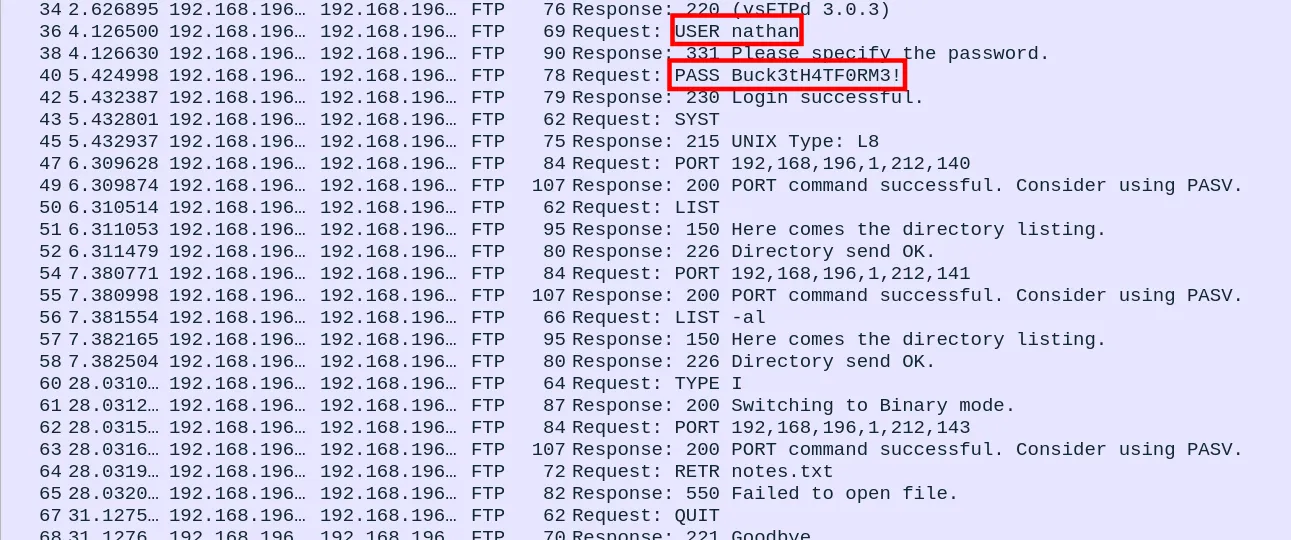 34 2.626895 192.168.196… 192.168.196… FTP 76 Response: 220 (vsFTPd 3.0.3)
36 4.126500 192.168.196… 192.168.196… FTP 69 Request: USER nathan
38 4.126630 192.168.196… 192.168.196… FTP 90 Response: 331 Please specify the password.
40 5.424998 192.168.196… 192.168.196… FTP 78 Request: PASS Buck3tH4TF0RM3!
42 5.432387 192.168.196… 192.168.196… FTP 79 Response: 230 Login successful.
43 5.432801 192.168.196… 192.168.196… FTP 62 Request: SYST
45 5.432937 192.168.196… 192.168.196… FTP 75 Response: 215 UNIX Type: L8
47 6.309628 192.168.196… 192.168.196… FTP 84 Request: PORT 192,168,196,1,212,140
49 6.309874 192.168.196… 192.168.196… FTP 107 Response: 200 PORT command successful. Consider using PASV.
50 6.310514 192.168.196… 192.168.196… FTP 62 Request: LIST
51 6.311053 192.168.196… 192.168.196… FTP 95 Response: 150 Here comes the directory listing.
52 6.311479 192.168.196… 192.168.196… FTP 80 Response: 226 Directory send OK.
54 7.380771 192.168.196… 192.168.196… FTP 84 Request: PORT 192,168,196,1,212,141
55 7.380998 192.168.196… 192.168.196… FTP 107 Response: 200 PORT command successful. Consider using PASV.
56 7.381554 192.168.196… 192.168.196… FTP 66 Request: LIST -al
57 7.382165 192.168.196… 192.168.196… FTP 95 Response: 150 Here comes the directory listing.
58 7.382504 192.168.196… 192.168.196… FTP 80 Response: 226 Directory send OK.
60 28.0310… 192.168.196… 192.168.196… FTP 64 Request: TYPE I
61 28.0312… 192.168.196… 192.168.196… FTP 87 Response: 200 Switching to Binary mode.
62 28.0315… 192.168.196… 192.168.196… FTP 84 Request: PORT 192,168,196,1,212,143
63 28.0316… 192.168.196… 192.168.196… FTP 107 Response: 200 PORT command successful. Consider using PASV.
64 28.0319… 192.168.196… 192.168.196… FTP 72 Request: RETR notes.txt
65 28.0320… 192.168.196… 192.168.196… FTP 82 Response: 550 Failed to open file.
67 31.1275… 192.168.196… 192.168.196… FTP 62 Request: QUIT
68 31.1276… 192.168.196… 192.168.196… FTP 70 Response: 221 Goodbye